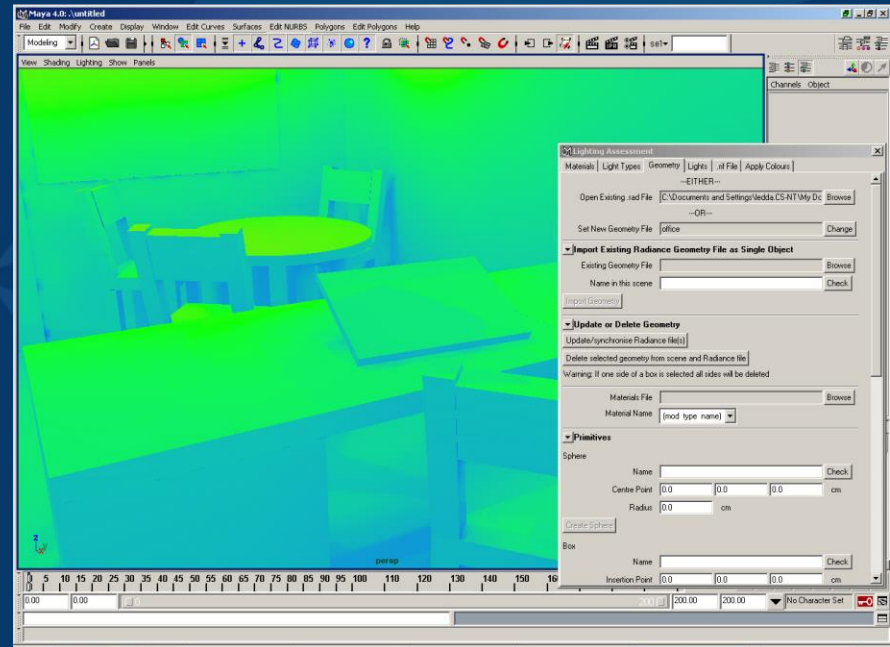 Maya 4.0: .\untitled
File Edit Modify Create Display Window Edit Curves Surfaces Edit NURBS Polygons Edit Polygons Help
Modeling sel-
View Shading Lighting Show Panels
Channels Object
Lighting Assessment
Materials Light Types Geometry Lights .rif File Apply Colours
--EITHER--
Open Existing .rad File C:\Documents and Settings\ledda.CS-NT\My Dc Browse
--OR--
Set New Geometry File office Change
Import Existing Radiance Geometry File as Single Object
Existing Geometry File Browse
Name in this scene Check
Import Geometry
Update or Delete Geometry
Update/synchronise Radiance file(s)
Delete selected geometry from scene and Radiance file
Warning: If one side of a box is selected all sides will be deleted
Materials File Browse
Material Name (mod type name)
Primitives
Sphere
Name Check
Centre Point 0.0 0.0 0.0 cm
Radius 0.0 cm
Create Sphere
Box
Name Check
Insertion Point 0.0 0.0 0.0 cm
z y
persp
0 5 10 15 20 25 30 35 40 45 50 55 60 65 70 75 80 85 90 95 100 110 120 130 140 150
0.00 0.00 200 200.00 200.00 No Character Set